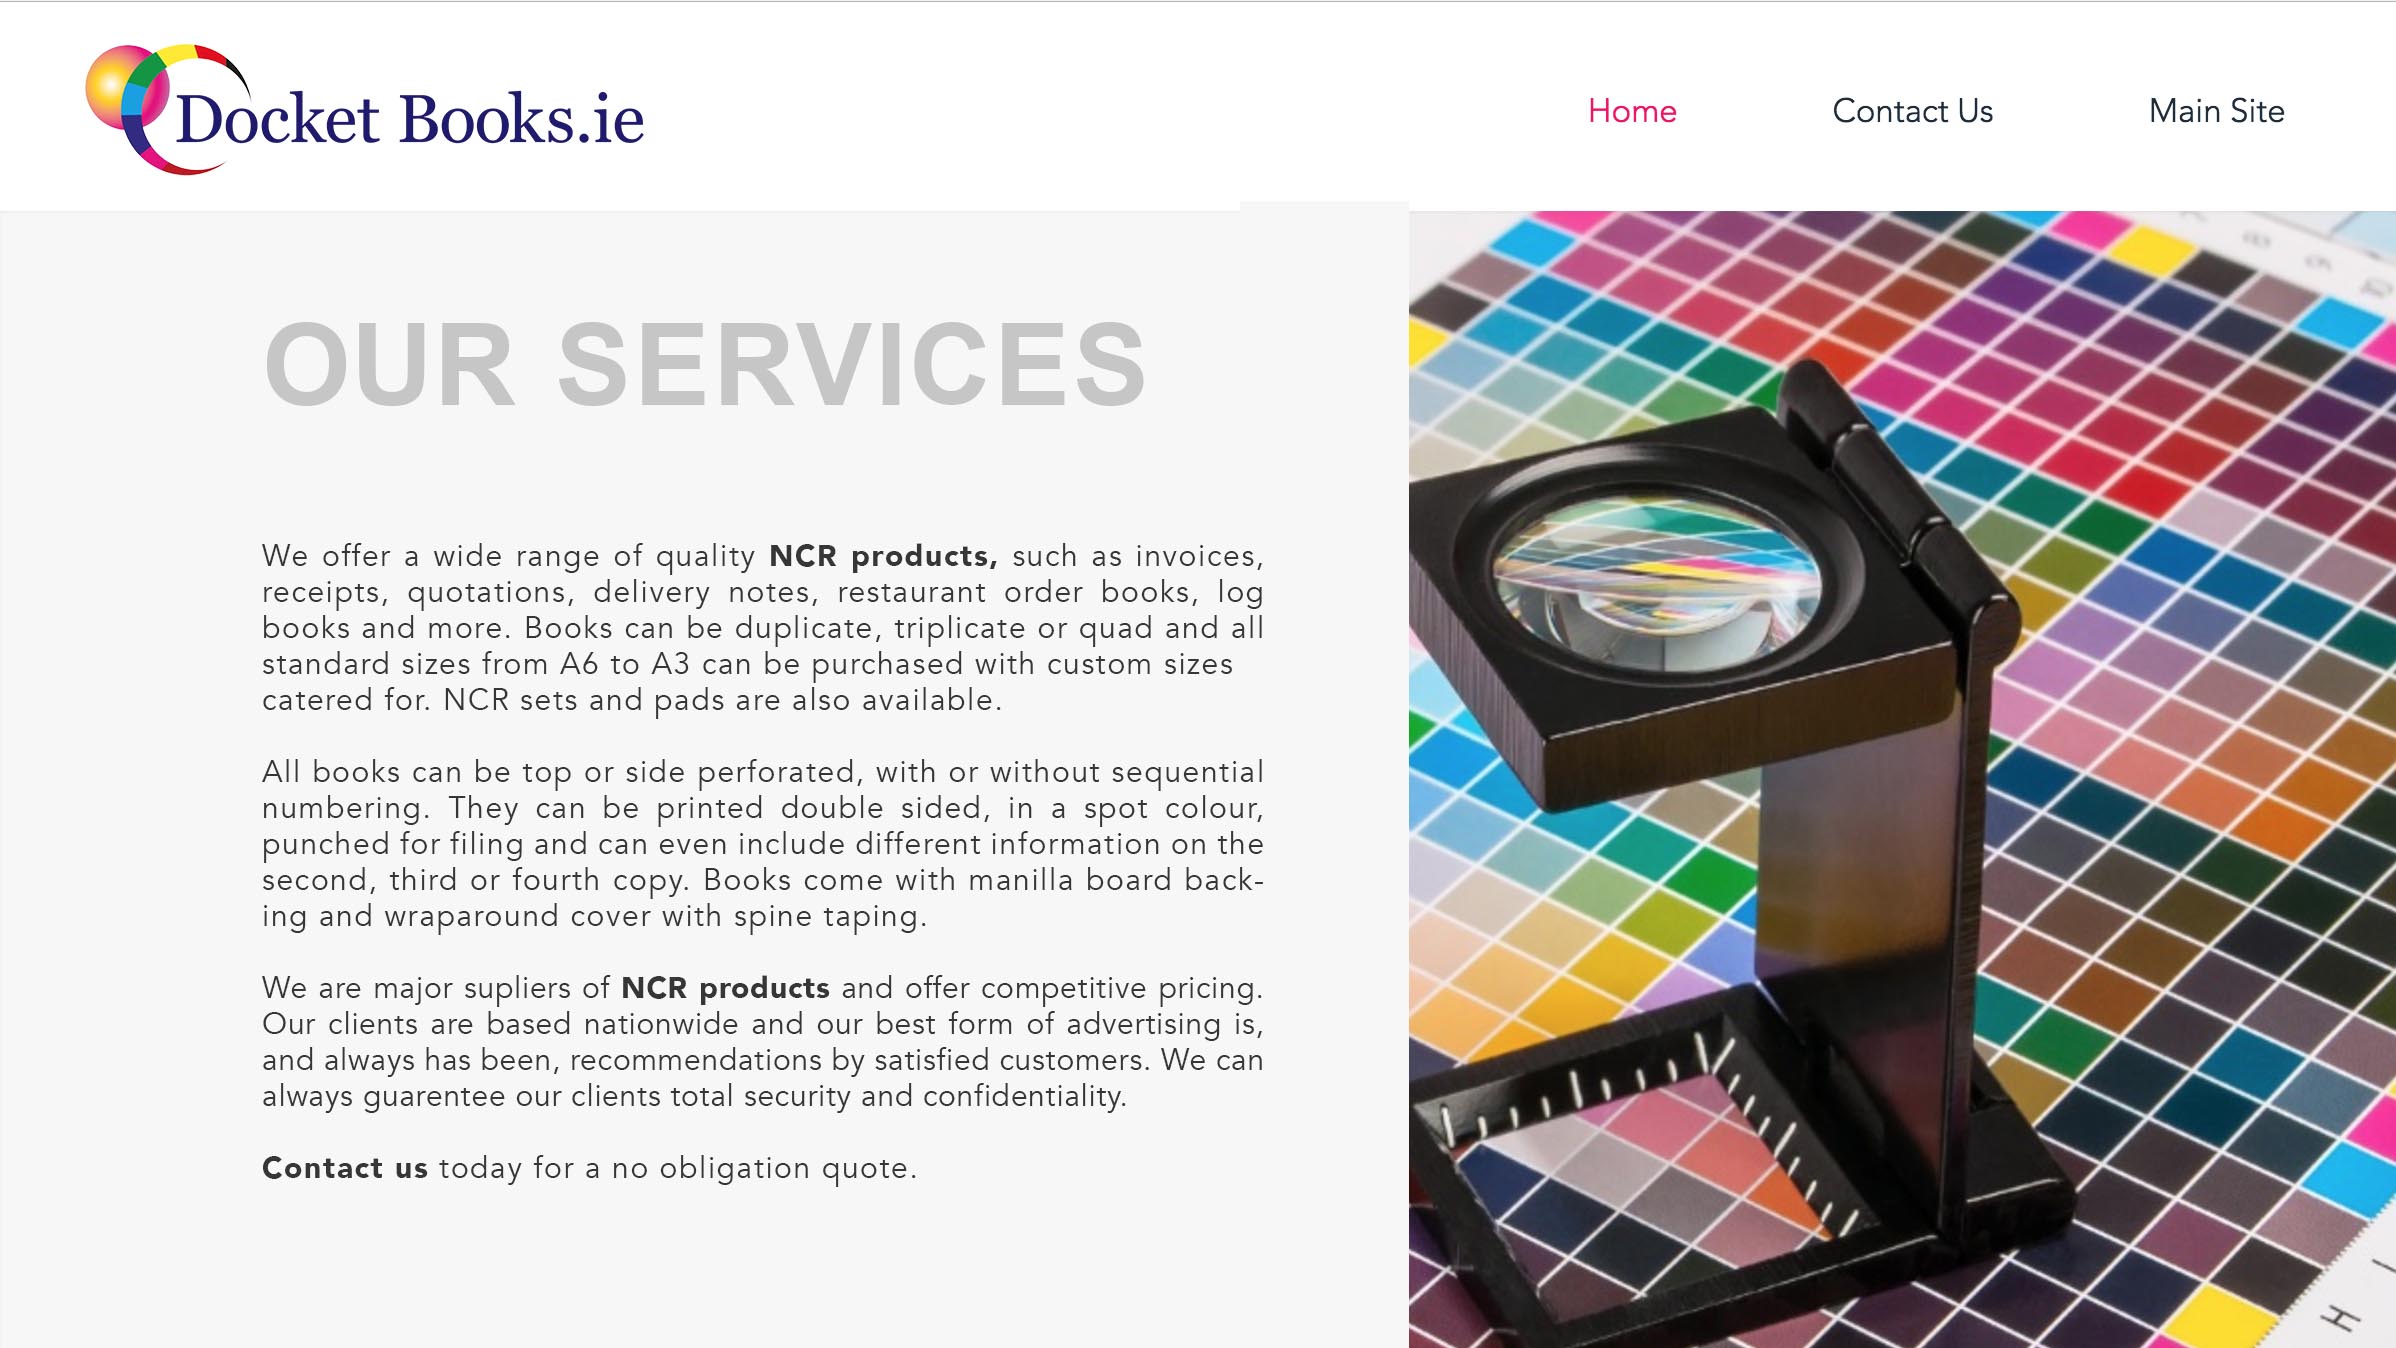 Docket Books.ie
Home
Contact Us
Main Site
OUR SERVICES
We offer a wide range of quality NCR products, such as invoices,
receipts, quotations, delivery notes, restaurant order books, log
books and more. Books can be duplicate, triplicate or quad and all
standard sizes from A6 to A3 can be purchased with custom sizes
catered for. NCR sets and pads are also available.
All books can be top or side perforated, with or without sequential
numbering. They can be printed double sided, in a spot colour,
punched for filing and can even include different information on the
second, third or fourth copy. Books come with manilla board back-
ing and wraparound cover with spine taping.
We are major supliers of NCR products and offer competitive pricing.
Our clients are based nationwide and our best form of advertising is,
and always has been, recommendations by satisfied customers. We can
always guarentee our clients total security and confidentiality.
Contact us today for a no obligation quote.
H